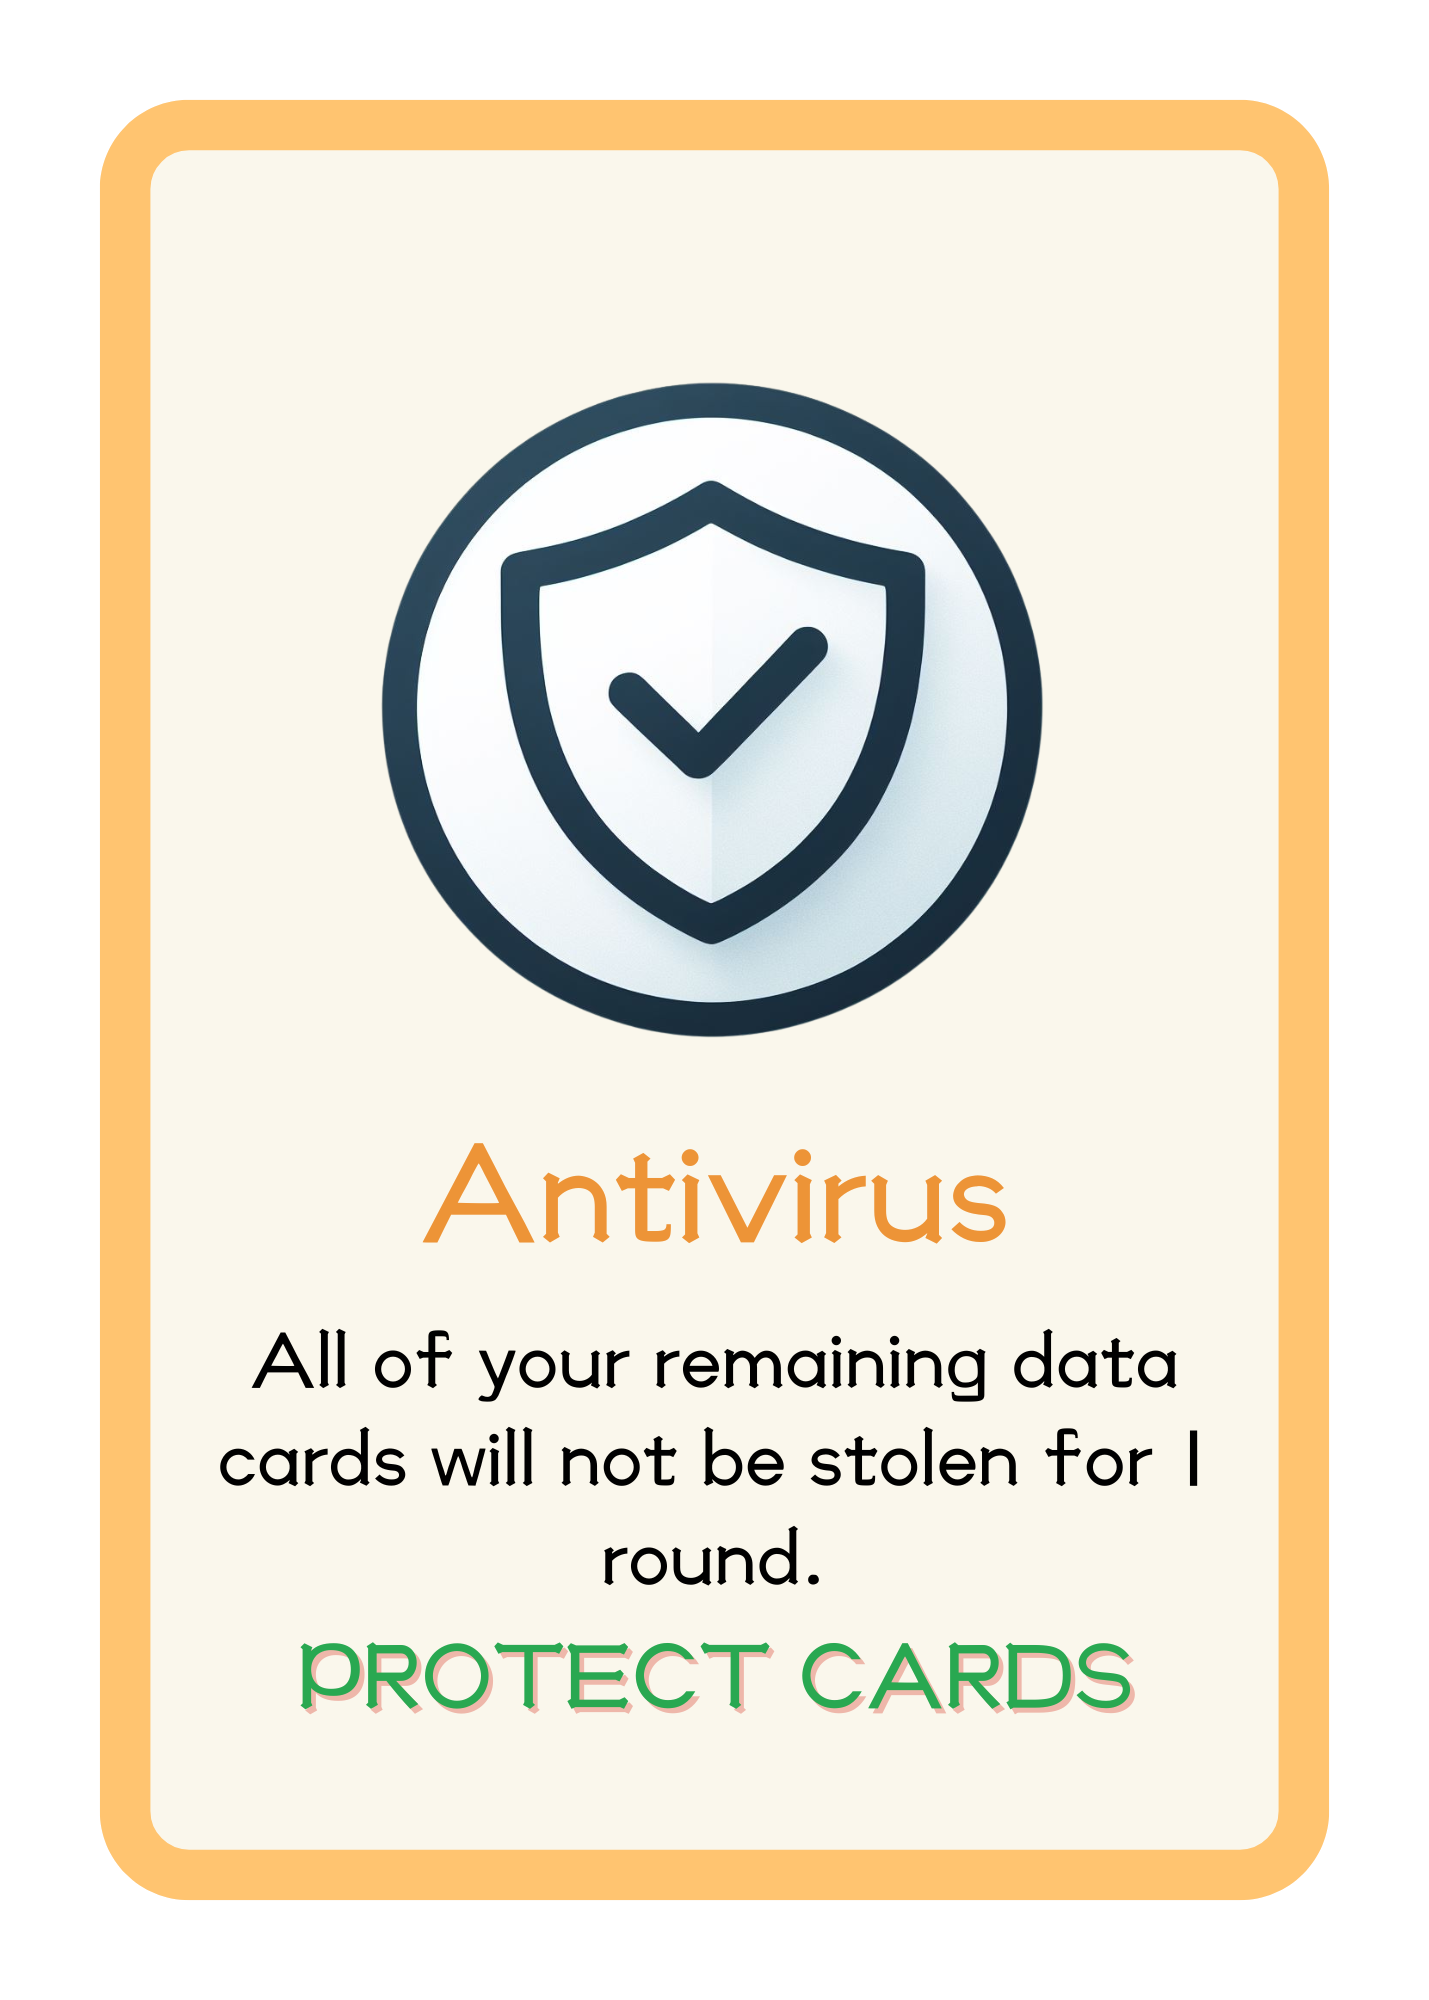 Antivirus
All of your remaining data
cards will not be stolen for 1
round.
PROTECT CARDS